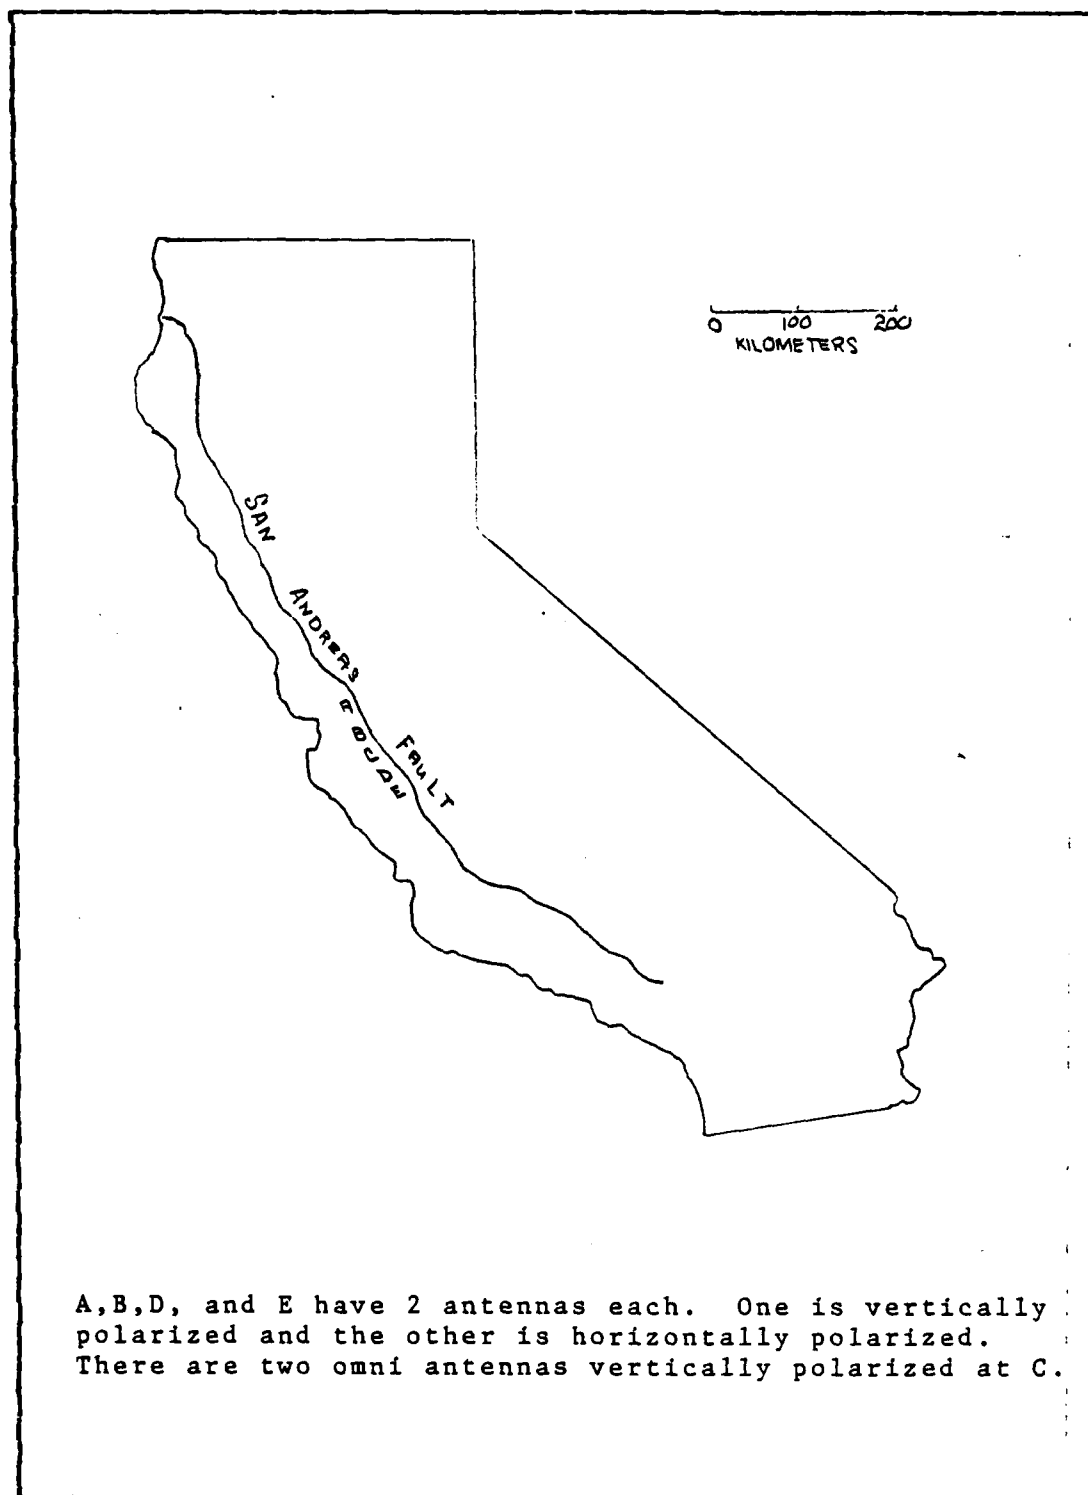 0 100 200
KILOMETERS
SAN
ANDREAS
FAULT
A B C D E
A,B,D, and E have 2 antennas each. One is vertically
polarized and the other is horizontally polarized.
There are two omni antennas vertically polarized at C.